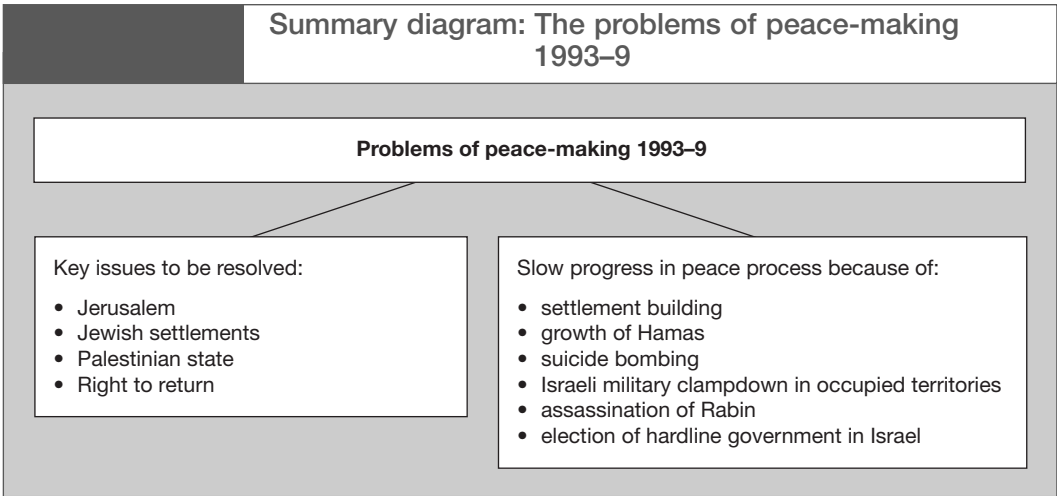 Summary diagram: The problems of peace-making
1993–9
Problems of peace-making 1993–9
Key issues to be resolved:
• Jerusalem
• Jewish settlements
• Palestinian state
• Right to return
Slow progress in peace process because of:
• settlement building
• growth of Hamas
• suicide bombing
• Israeli military clampdown in occupied territories
• assassination of Rabin
• election of hardline government in Israel